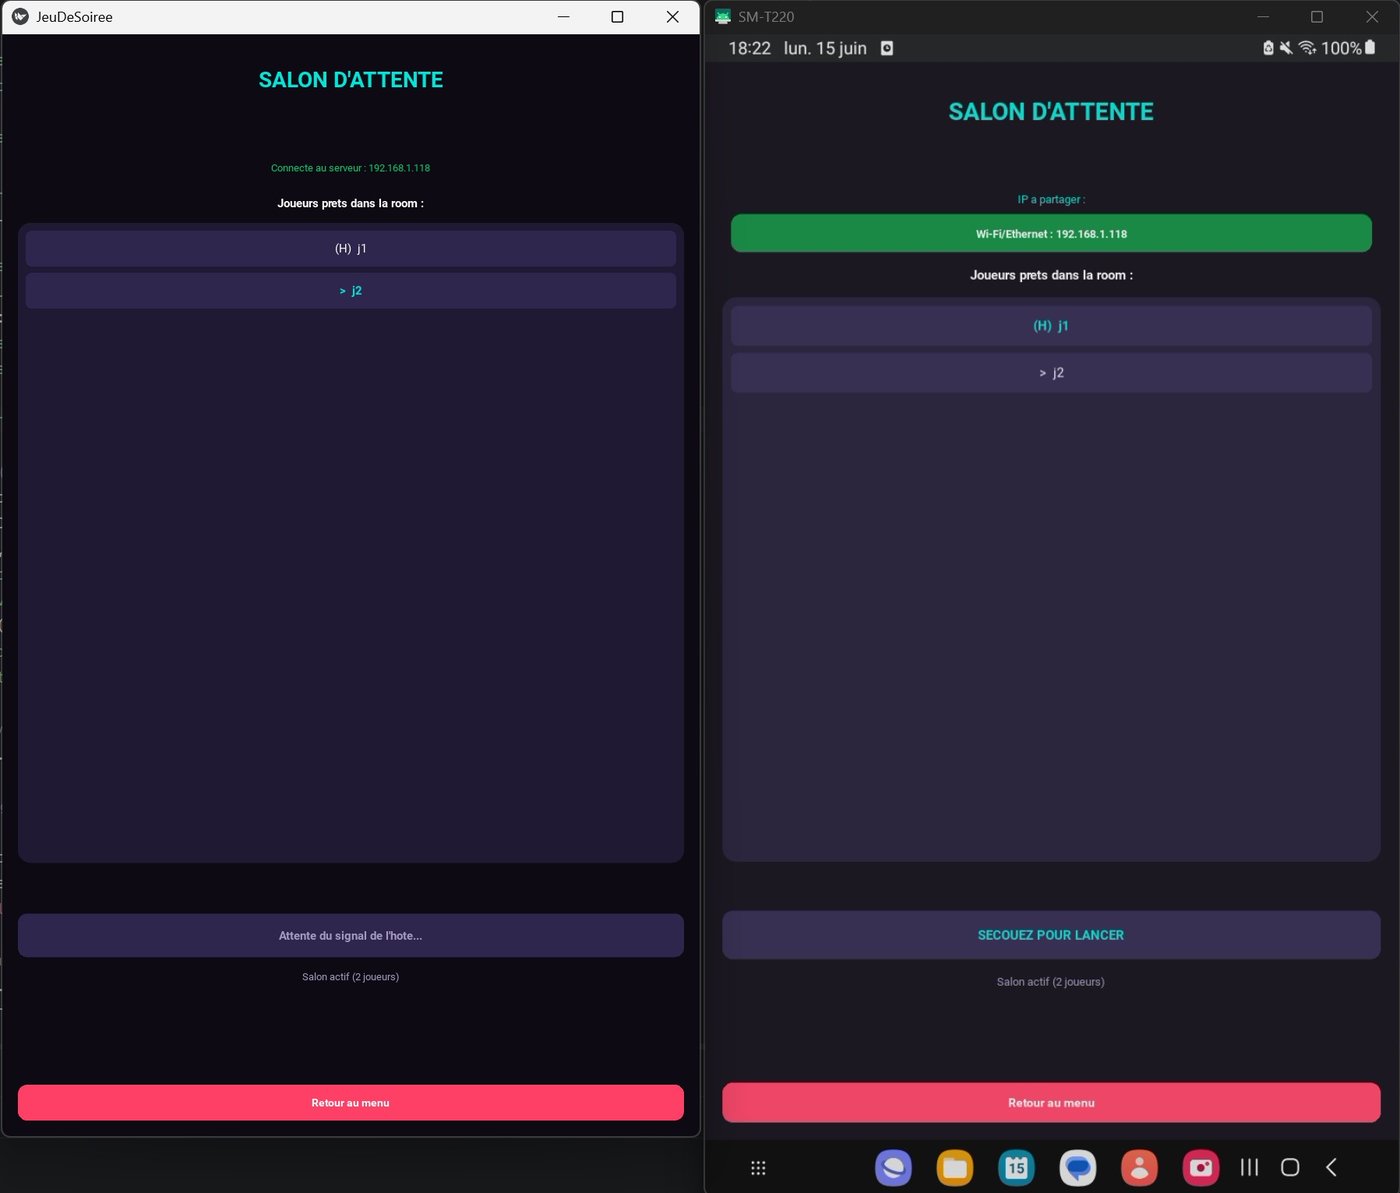 JeuDeSoiree
SALON D'ATTENTE
Connecte au serveur : 192.168.1.118
Joueurs prets dans la room :
(H) j1
> j2
Attente du signal de l'hote...
Salon actif (2 joueurs)
Retour au menu
SM-T220
18:22 lun. 15 juin
100%
SALON D'ATTENTE
IP a partager :
Wi-Fi/Ethernet : 192.168.1.118
Joueurs prets dans la room :
(H) j1
> j2
SECOUEZ POUR LANCER
Salon actif (2 joueurs)
Retour au menu
15